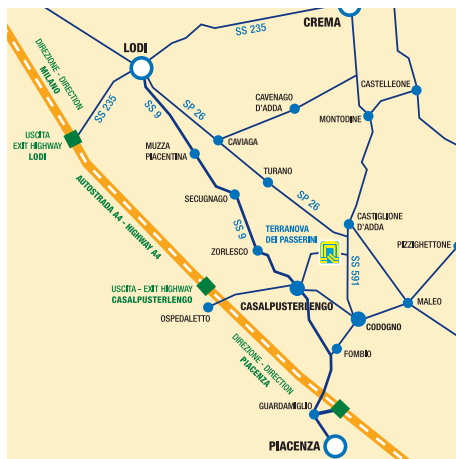 CREMA
SS 235
LODI
DIREZIONE - DIRECTION
MILANO
SS 235
SS 9
SP 26
CASTELLEONE
CAVENAGO
D'ADDA
MONTODINE
USCITA
EXIT HIGHWAY
LODI
CAVIAGA
MUZZA
PIACENTINA
TURANO
SP 26
SECUGNAGO
AUTOSTRADA A4 - HIGHWAY A4
SS 9
TERRANOVA
DEI PASSERINI
CASTIGLIONE
D'ADDA
ZORLESCO
PIZZIGHETTONE
SS 591
USCITA - EXIT HIGHWAY
CASALPUSTERLENGO
CASALPUSTERLENGO
MALEO
OSPEDALETTO
CODOGNO
DIREZIONE - DIRECTION
PIACENZA
FOMBIO
GUARDAMIGLIO
PIACENZA